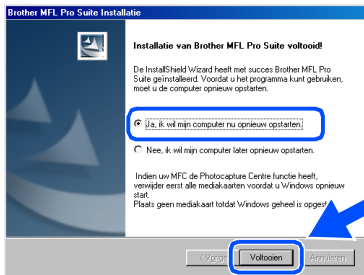 Brother MFL Pro Suite Installatie
Installatie van Brother MFL Pro Suite voltooid!
De InstallShield Wizard heeft met succes Brother MFL Pro
Suite geïnstalleerd. Voordat u het programma kunt gebruiken,
moet u de computer opnieuw opstarten.
Ja, ik wil mijn computer nu opnieuw opstarten.
Nee, ik wil mijn computer later opnieuw opstarten.
Indien uw MFC de Photocapture Centre functie heeft,
verwijder eerst alle mediakaarten voordat u Windows opnieuw
start.
Plaats geen mediakaart totdat Windows geheel is
Voltooien
Annuleren